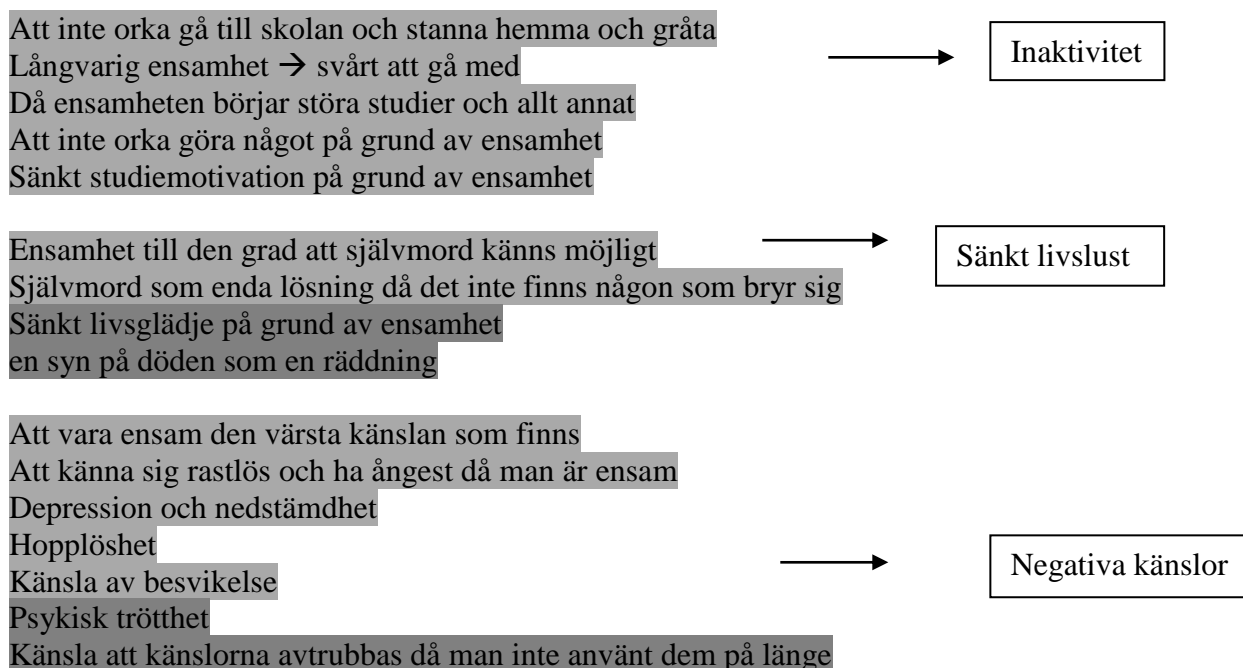 Att inte orka gå till skolan och stanna hemma och gråta
Långvarig ensamhet → svårt att gå med
Inaktivitet
Då ensamheten börjar störa studier och allt annat
Att inte orka göra något på grund av ensamhet
Sänkt studiemotivation på grund av ensamhet
Ensamhet till den grad att självmord känns möjligt
Sänkt livslust
Självmord som enda lösning då det inte finns någon som bryr sig
Sänkt livsglädje på grund av ensamhet
en syn på döden som en räddning
Att vara ensam den värsta känslan som finns
Att känna sig rastlös och ha ångest då man är ensam
Depression och nedstämdhet
Hopplöshet
Känsla av besvikelse
Negativa känslor
Psykisk trötthet
Känsla att känslorna avtrubbas då man inte använt dem på länge